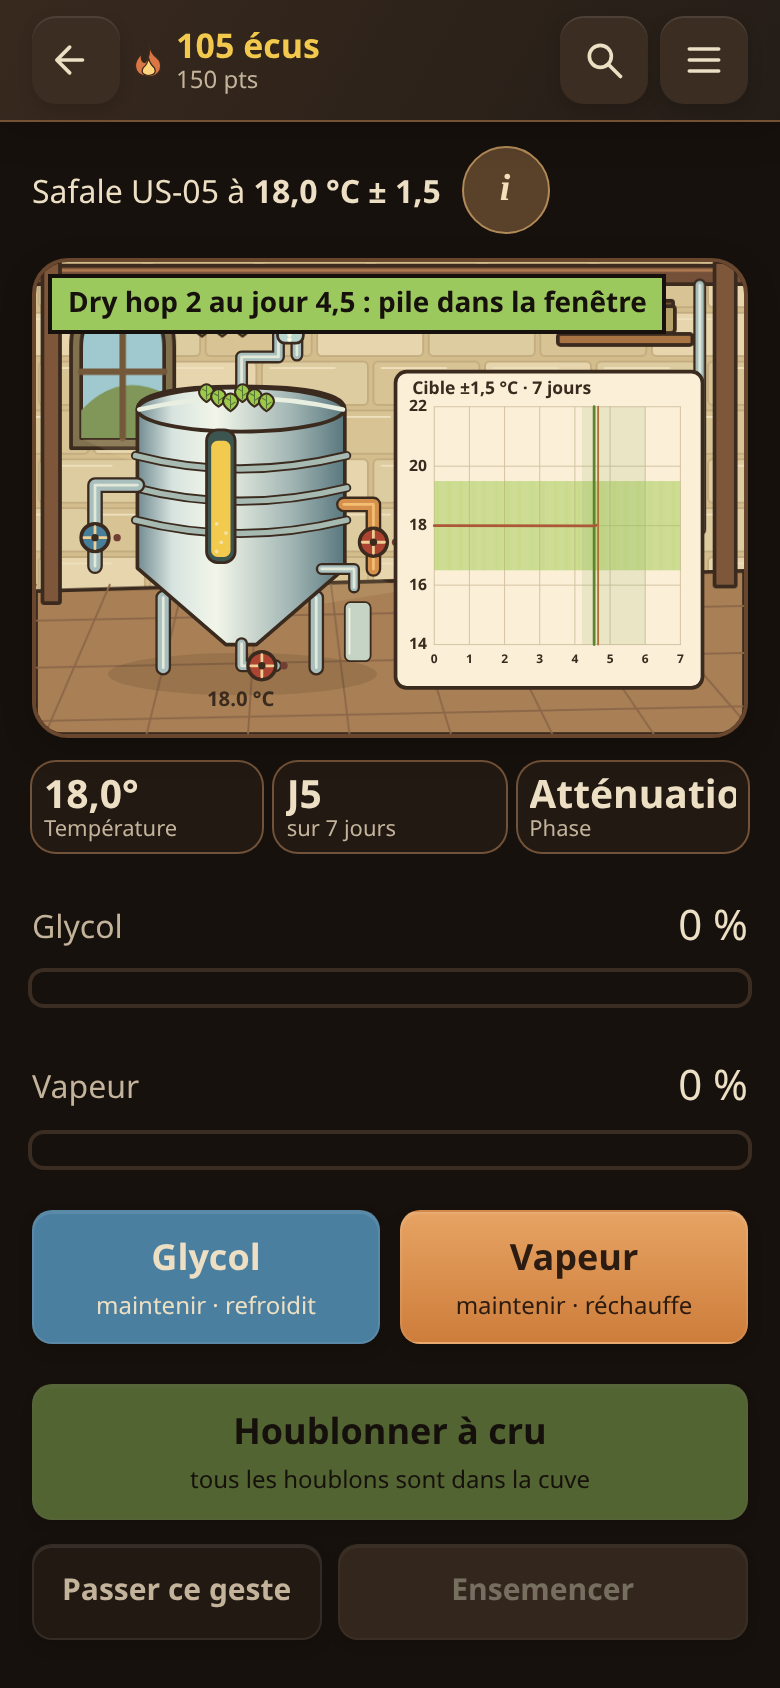 105 écus
150 pts
Safale US-05 à 18,0 °C ± 1,5
i
Dry hop 2 au jour 4,5 : pile dans la fenêtre
Cible ±1,5 °C · 7 jours
22
20
18
16
14
0 1 2 3 4 5 6 7
18.0 °C
18,0°
Température
J5
sur 7 jours
Atténuatio
Phase
Glycol
0 %
Vapeur
0 %
Glycol
maintenir · refroidit
Vapeur
maintenir · réchauffe
Houblonner à cru
tous les houblons sont dans la cuve
Passer ce geste
Ensemencer